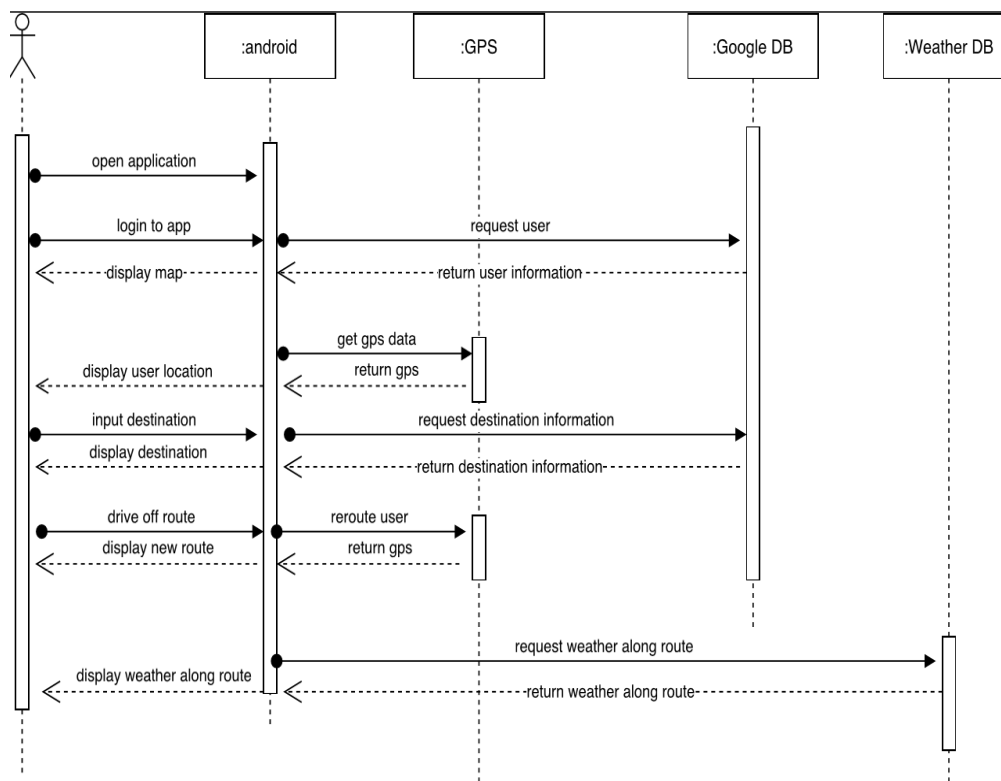 :android
:GPS
:Google DB
:Weather DB
open application
login to app
request user
display map
return user information
get gps data
display user location
return gps
input destination
request destination information
display destination
return destination information
drive off route
reroute user
display new route
return gps
request weather along route
display weather along route
return weather along route